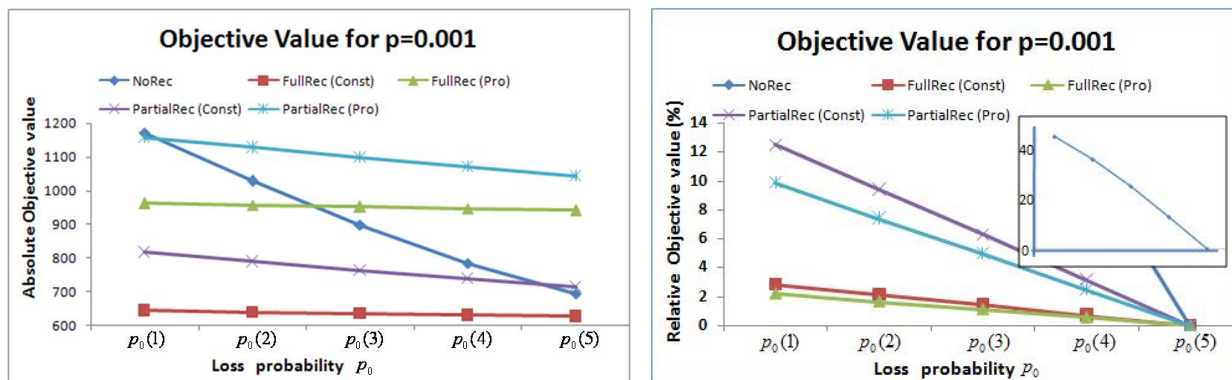 Objective Value for p=0.001
NoRec
FullRec (Const)
FullRec (Pro)
PartialRec (Const)
PartialRec (Pro)
Absolute Objective value
1200
1100
1000
900
800
700
600
p₀(1) p₀(2) p₀(3) p₀(4) p₀(5)
Loss probability p₀
Objective Value for p=0.001
NoRec
FullRec (Const)
FullRec (Pro)
PartialRec (Const)
PartialRec (Pro)
Relative Objective value (%)
14
12
10
8
6
4
2
0
40
20
0
p₀(1) p₀(2) p₀(3) p₀(4) p₀(5)
Loss probability p₀